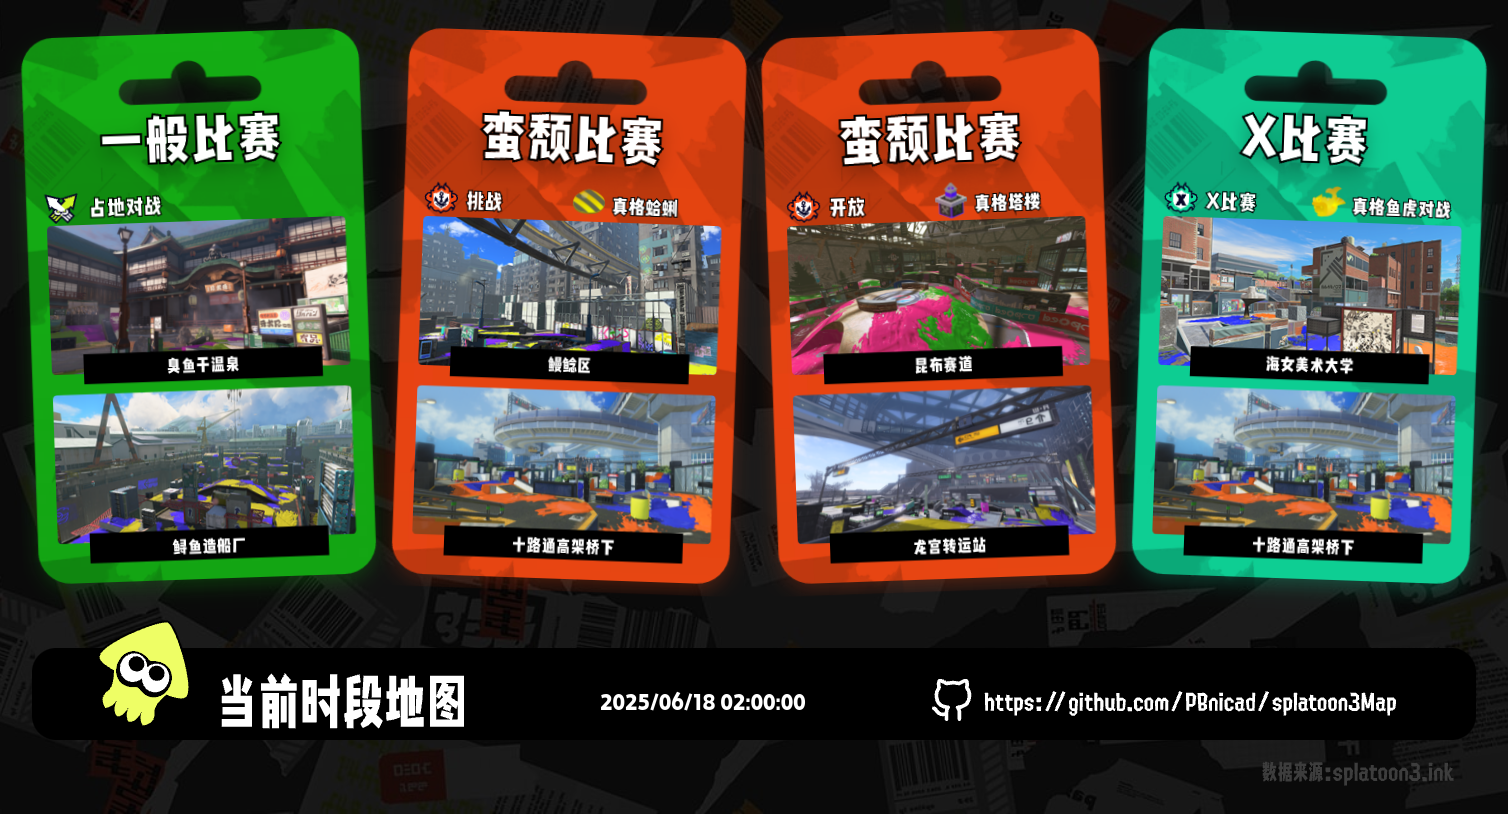 一般比赛
占地对战
臭鱼干温泉
鲟鱼造船厂
蛮颓比赛
挑战
真格蛤蜊
鳗鲶区
十路通高架桥下
蛮颓比赛
开放
真格塔楼
昆布赛道
龙宫转运站
X比赛
X比赛
真格鱼虎对战
海女美术大学
十路通高架桥下
当前时段地图
2025/06/18 02:00:00
https://github.com/PBnicad/splatoon3Map
数据来源:splatoon3.ink